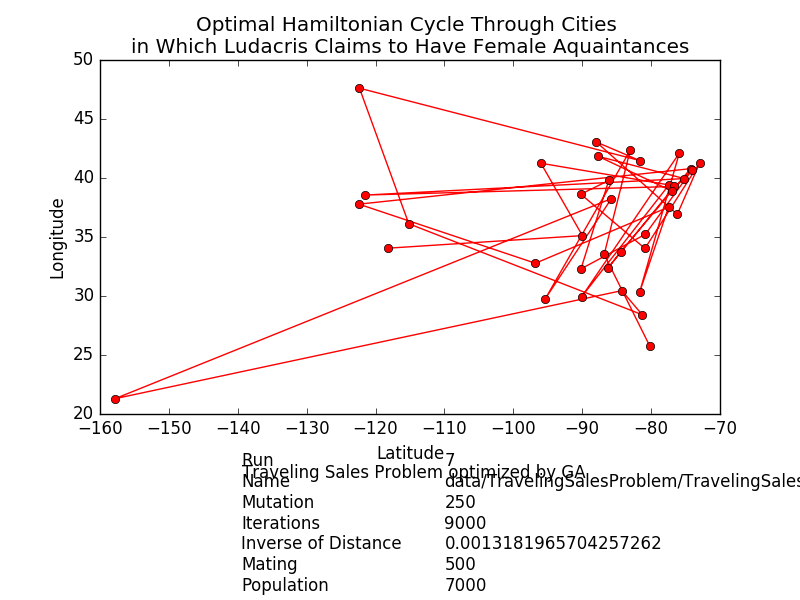 Optimal Hamiltonian Cycle Through Cities
in Which Ludacris Claims to Have Female Aquaintances
50
45
40
35
30
25
20
Longitude
−160 −150 −140 −130 −120 −110 −100 −90 −80 −70
Latitude
Run 7
Traveling Sales Problem optimized by GA
Name data/TravelingSalesProblem/TravelingSales
Mutation 250
Iterations 9000
Inverse of Distance 0.0013181965704257262
Mating 500
Population 7000